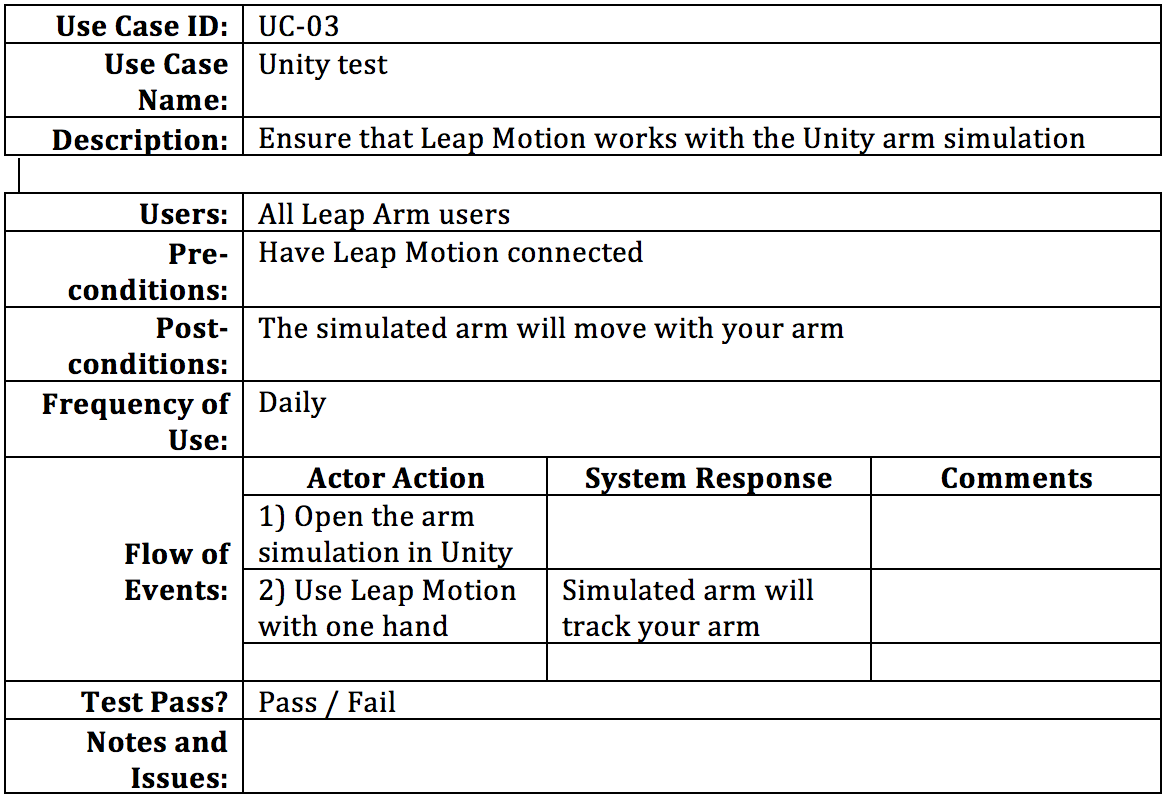 Use Case ID: UC-03
Use Case Unity test
Name:
Description: Ensure that Leap Motion works with the Unity arm simulation
Users: All Leap Arm users
Pre- Have Leap Motion connected
conditions:
Post- The simulated arm will move with your arm
conditions:
Frequency of Daily
Use:
Flow of
Events:
Actor Action System Response Comments
1) Open the arm
simulation in Unity
2) Use Leap Motion Simulated arm will
with one hand track your arm
Test Pass? Pass / Fail
Notes and
Issues: